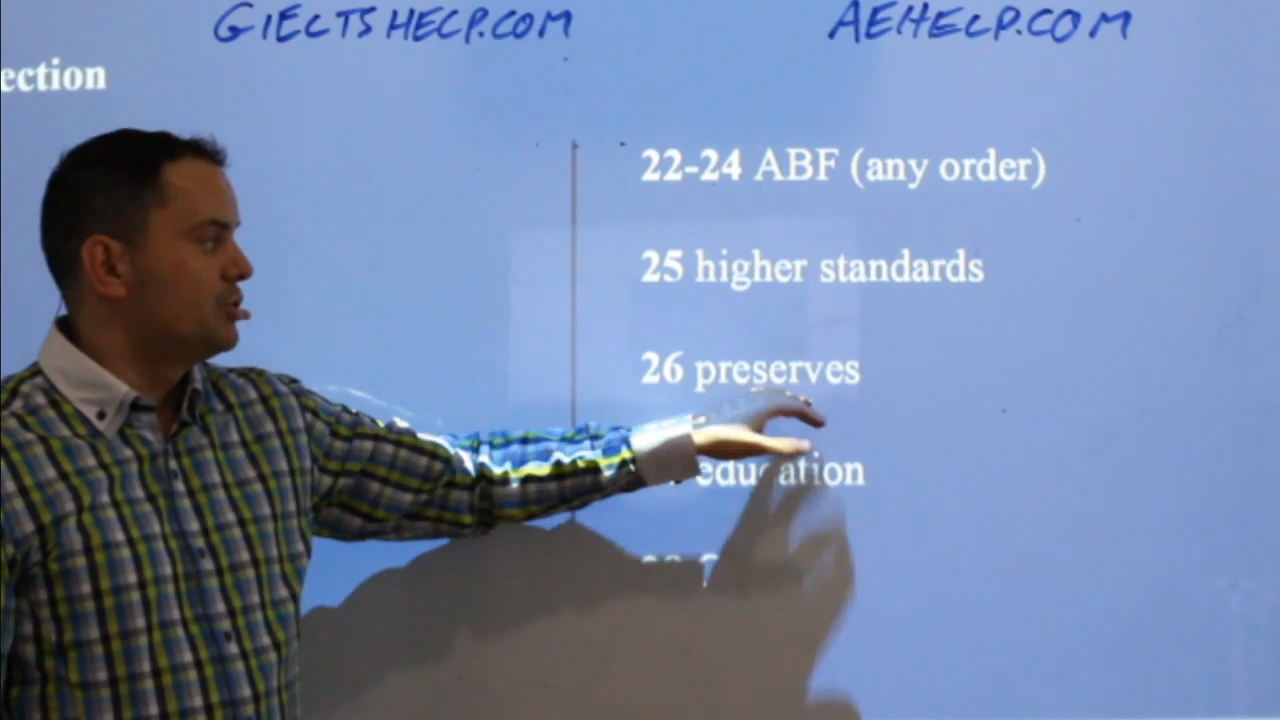 GIELTSHELP.COM
AEHELP.COM
ection
22-24 ABF (any order)
25 higher standards
26 preserves
education